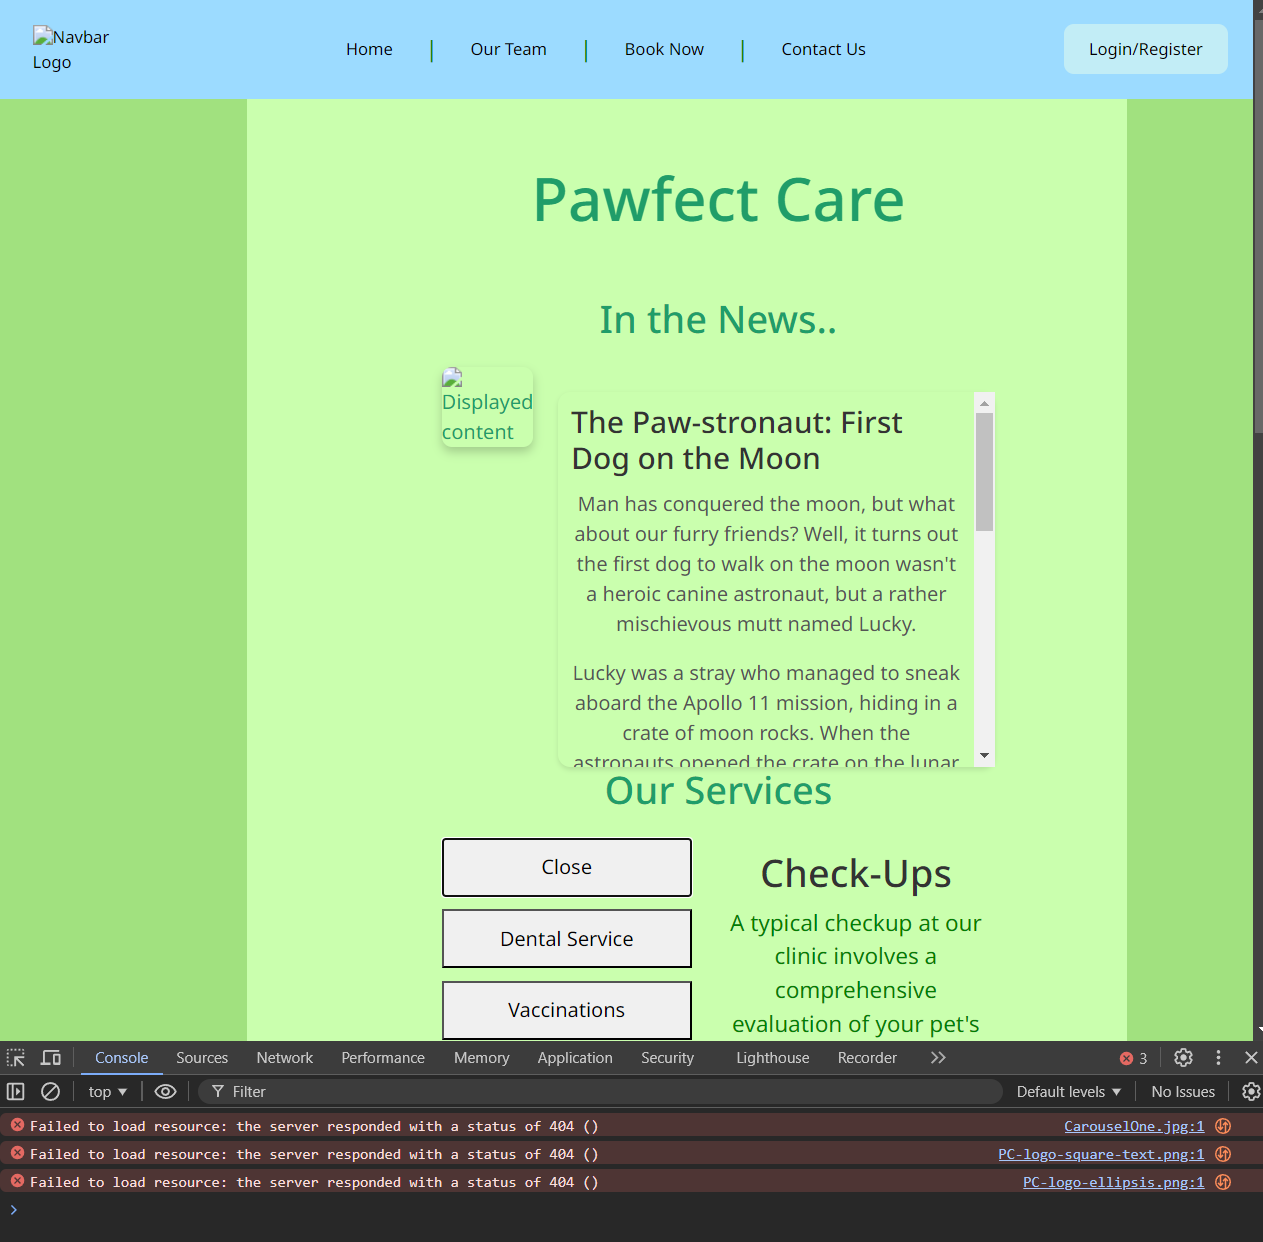 Navbar
Logo
Home
Our Team
Book Now
Contact Us
Login/Register
Pawfect Care
In the News..
Displayed
content
The Paw-stronaut: First
Dog on the Moon
Man has conquered the moon, but what
about our furry friends? Well, it turns out
the first dog to walk on the moon wasn't
a heroic canine astronaut, but a rather
mischievous mutt named Lucky.
Lucky was a stray who managed to sneak
aboard the Apollo 11 mission, hiding in a
crate of moon rocks. When the
astronauts opened the crate on the lunar
Our Services
Close
Dental Service
Vaccinations
Check-Ups
A typical checkup at our
clinic involves a
comprehensive
evaluation of your pet's
Console
Sources
Network
Performance
Memory
Application
Security
Lighthouse
Recorder
3
top
Filter
Default levels
No Issues
Failed to load resource: the server responded with a status of 404 ()
CarouselOne.jpg:1
Failed to load resource: the server responded with a status of 404 ()
PC-logo-square-text.png:1
Failed to load resource: the server responded with a status of 404 ()
PC-logo-ellipsis.png:1